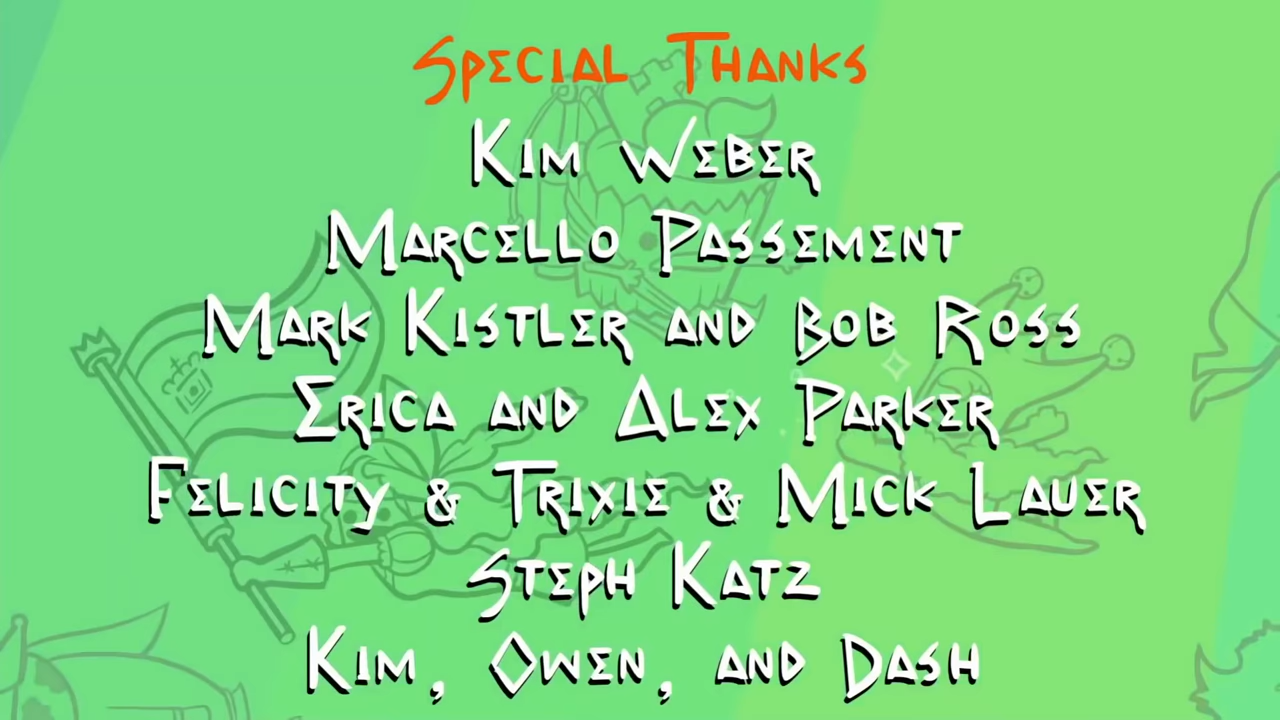 Special Thanks
Kim Weber
Marcello Passement
Mark Kistler and Bob Ross
Erica and Alex Parker
Felicity & Trixie & Mick Lauer
Steph Katz
Kim, Owen, and Dash